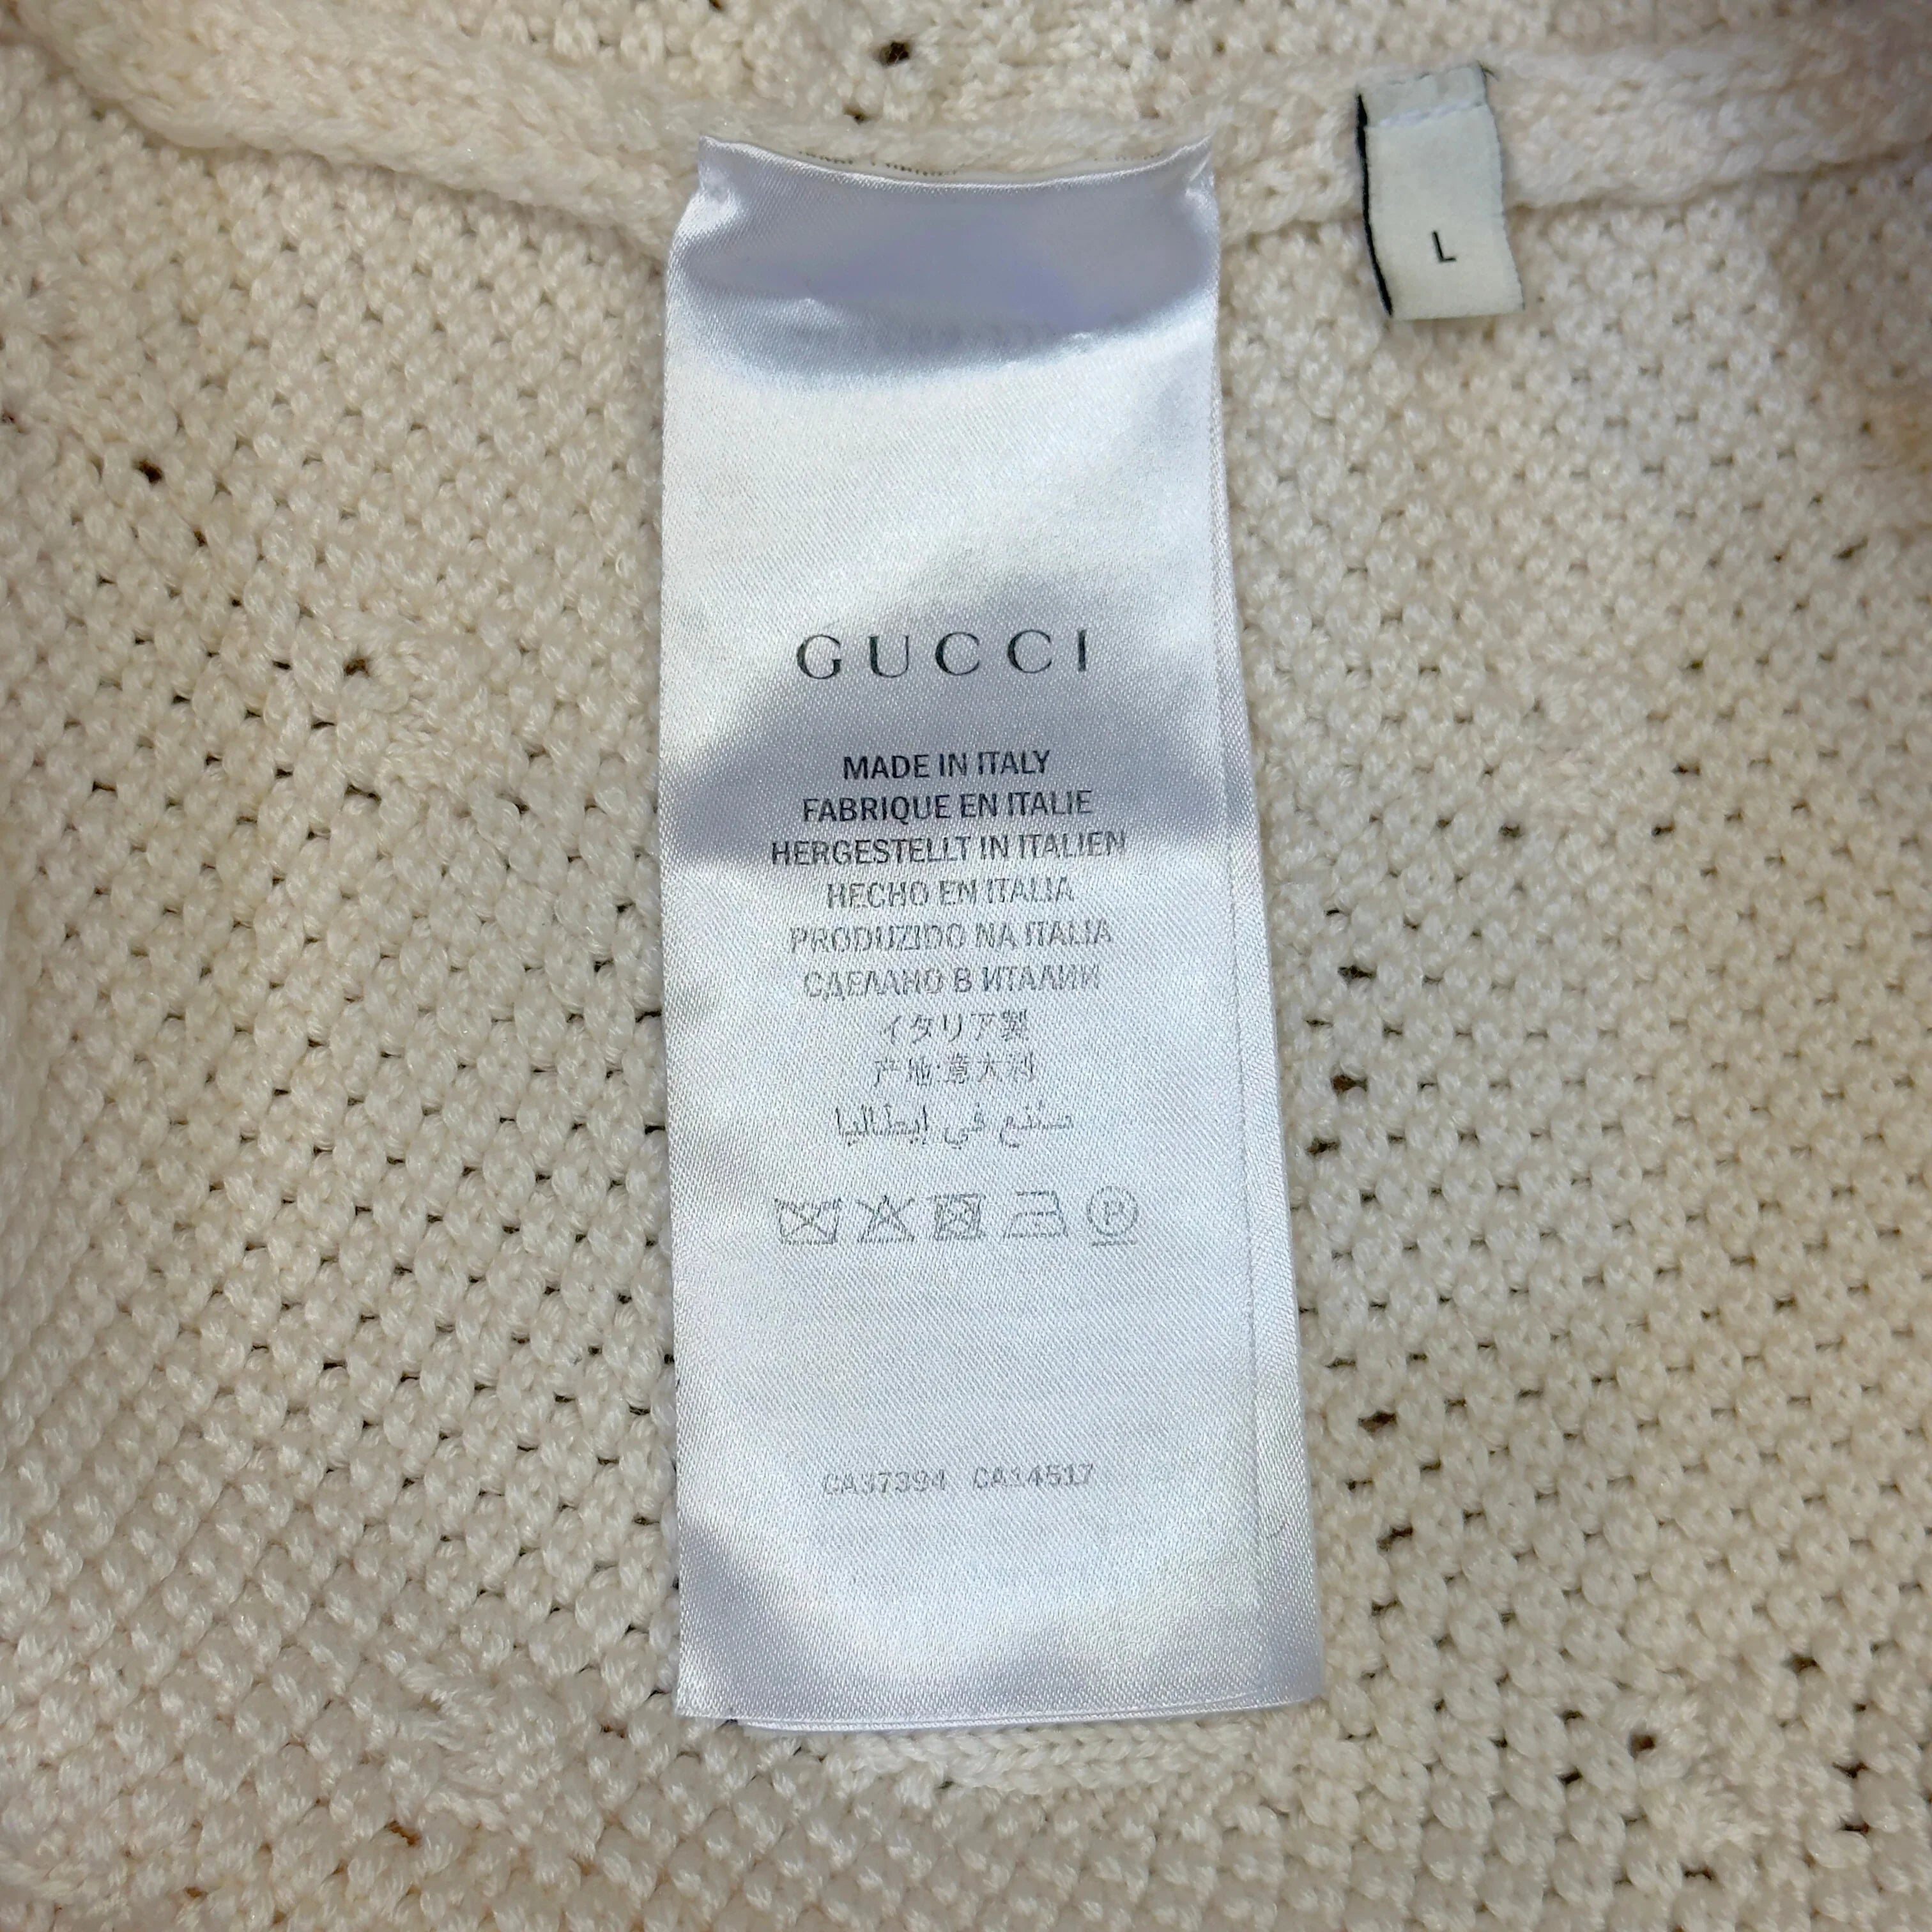 L
GUCCI
MADE IN ITALY
FABRIQUE EN ITALIE
HERGESTELLT IN ITALIEN
HECHO EN ITALIA
PRODUZIDO NA ITALIA
СДЕЛАНО В ИТАЛИИ
イタリア製
产地:意大利
صنع في إيطاليا
P
CA37394 CA14517